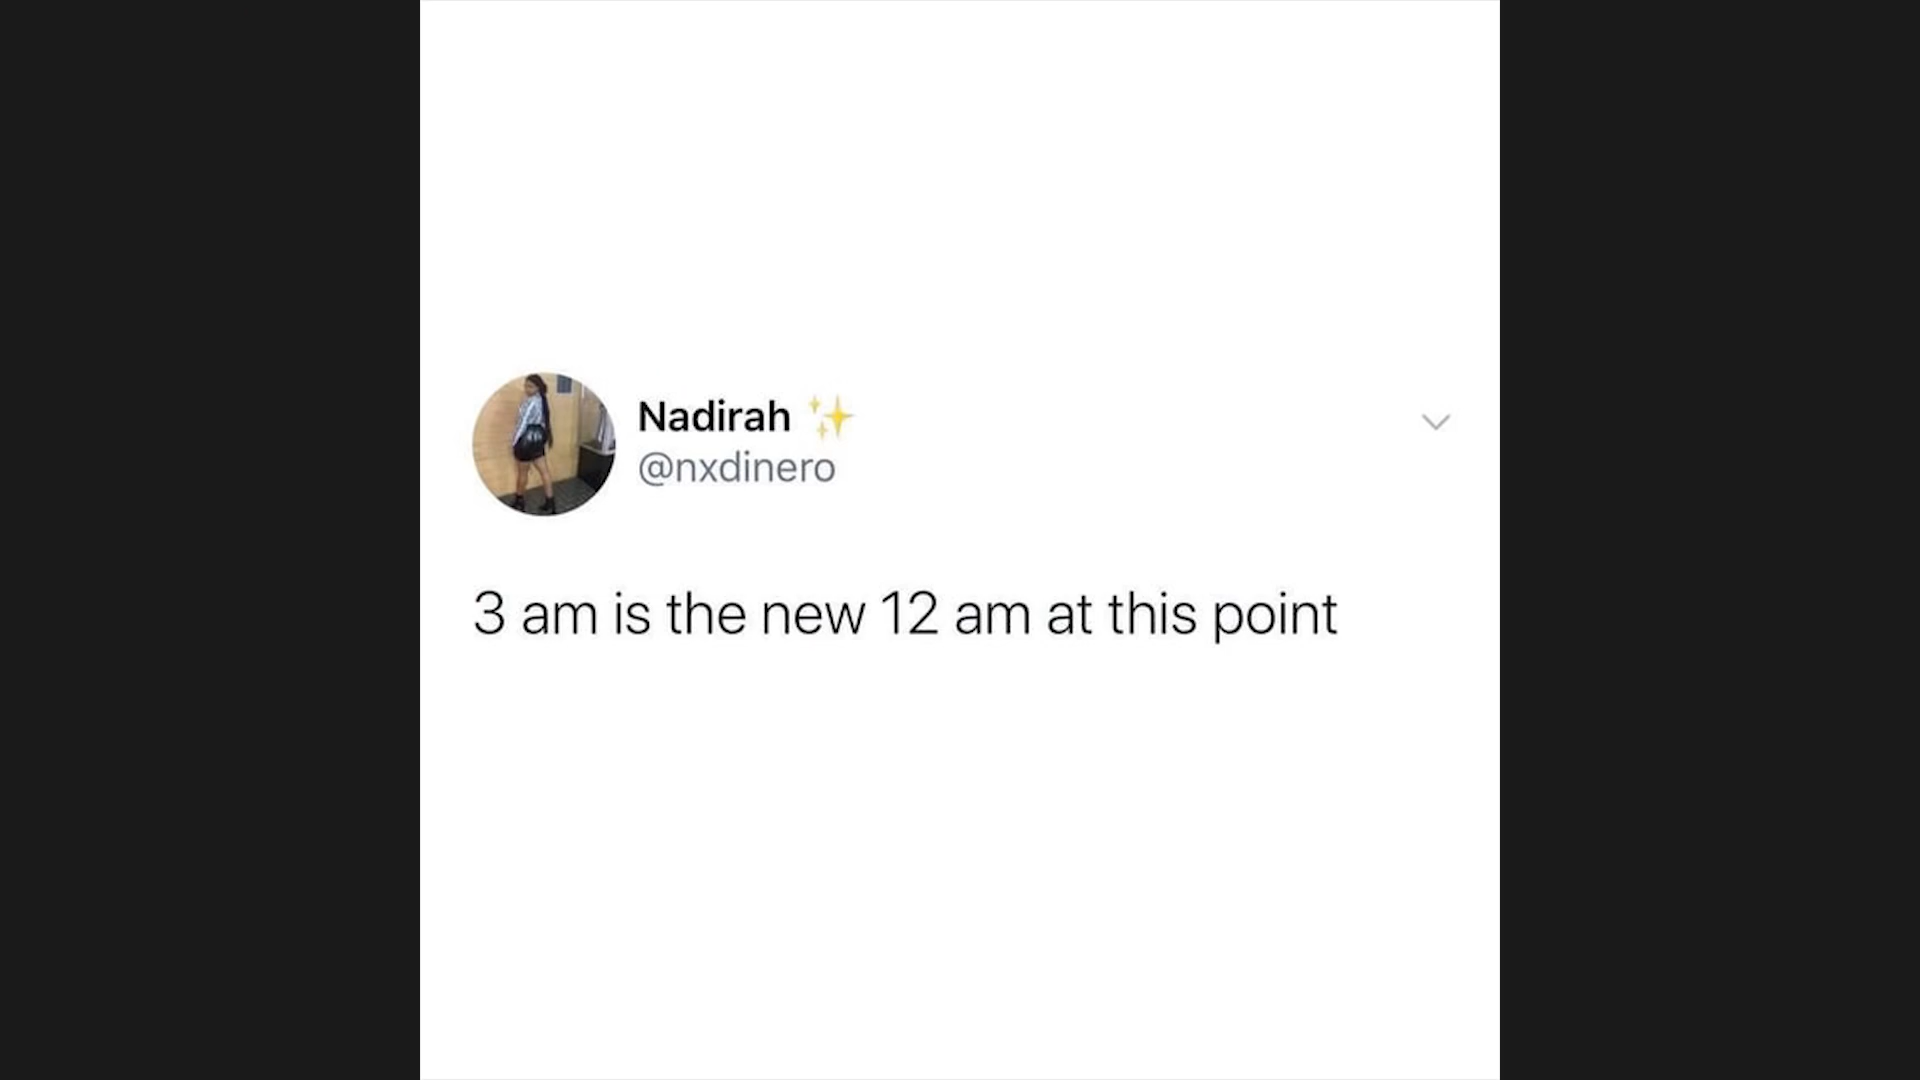 Nadirah ✨
@nxdinero
3 am is the new 12 am at this point